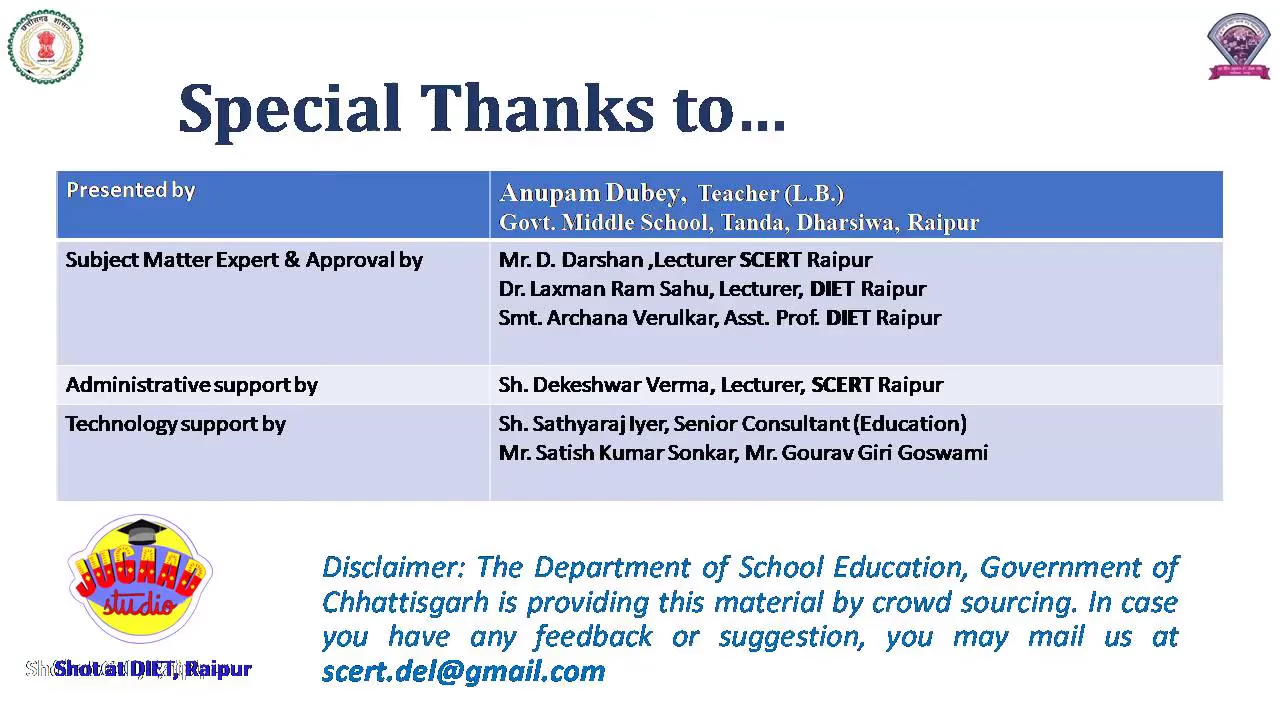 छत्तीसगढ़ शासन
Special Thanks to...
Presented by
Anupam Dubey, Teacher (L.B.)
Govt. Middle School, Tanda, Dharsiwa, Raipur
Subject Matter Expert & Approval by
Mr. D. Darshan ,Lecturer SCERT Raipur
Dr. Laxman Ram Sahu, Lecturer, DIET Raipur
Smt. Archana Verulkar, Asst. Prof. DIET Raipur
Administrative support by
Sh. Dekeshwar Verma, Lecturer, SCERT Raipur
Technology support by
Sh. Sathyaraj Iyer, Senior Consultant (Education)
Mr. Satish Kumar Sonkar, Mr. Gourav Giri Goswami
JUGAAD
studio
Shot at DIET, Raipur
Disclaimer: The Department of School Education, Government of
Chhattisgarh is providing this material by crowd sourcing. In case
you have any feedback or suggestion, you may mail us at
scert.del@gmail.com